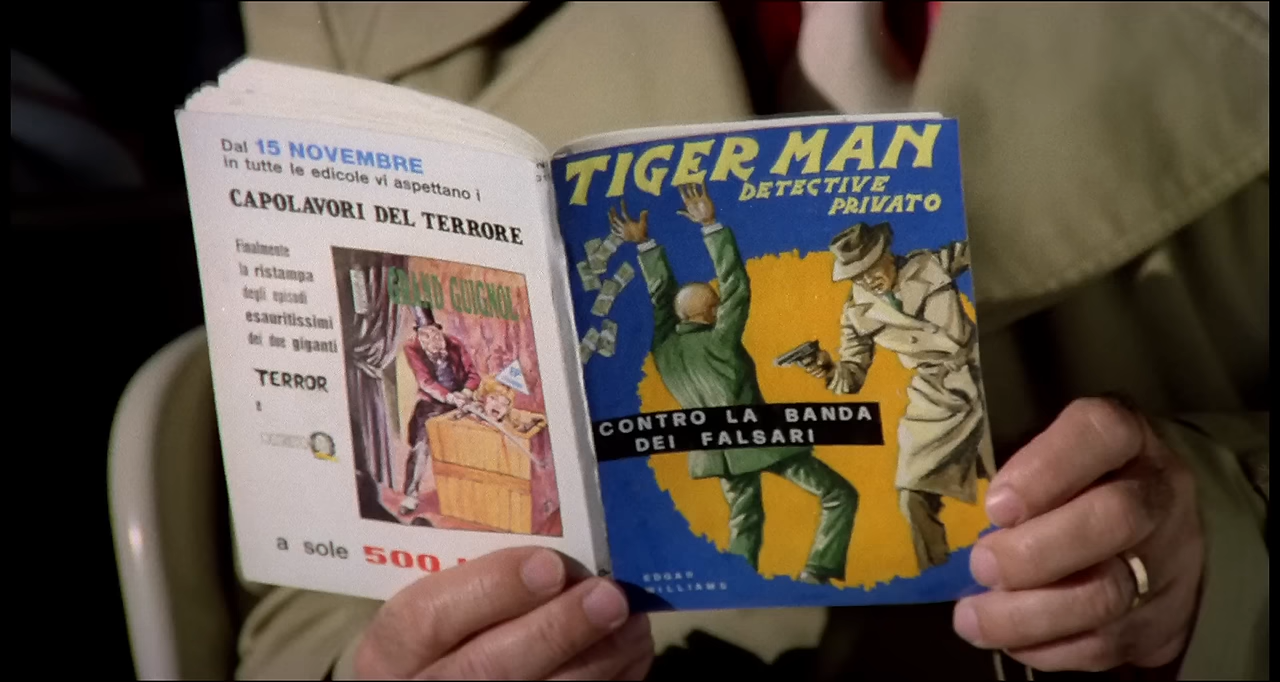 Dal 15 NOVEMBRE
in tutte le edicole vi aspettano i
CAPOLAVORI DEL TERRORE
Finalmente
la ristampa
degli episodi
esauritissimi
dei due giganti
TERROR
e
a sole 500
GRAND GUIGNOL
TIGER MAN
DETECTIVE
PRIVATO
CONTRO LA BANDA
DEI FALSARI
EDGAR
WILLIAMS